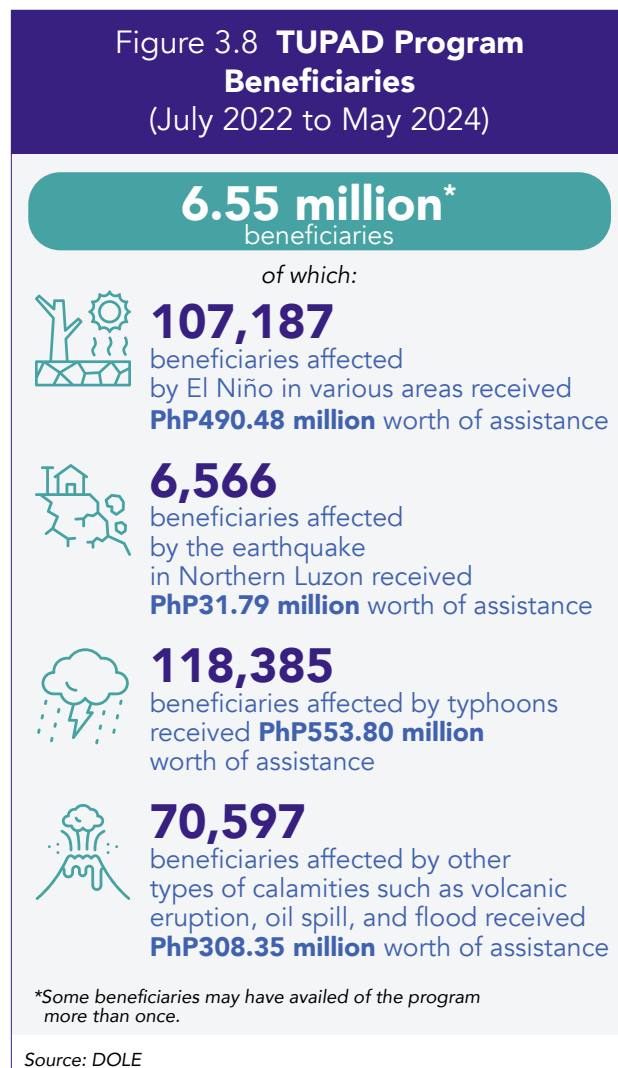 Figure 3.8 TUPAD Program
Beneficiaries
(July 2022 to May 2024)
6.55 million*
beneficiaries
of which:
107,187
beneficiaries affected
by El Niño in various areas received
PhP490.48 million worth of assistance
6,566
beneficiaries affected
by the earthquake
in Northern Luzon received
PhP31.79 million worth of assistance
118,385
beneficiaries affected by typhoons
received PhP553.80 million
worth of assistance
70,597
beneficiaries affected by other
types of calamities such as volcanic
eruption, oil spill, and flood received
PhP308.35 million worth of assistance
*Some beneficiaries may have availed of the program
more than once.
Source: DOLE